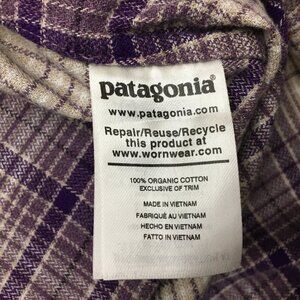 patagonia®
www.patagonia.com
Repair/Reuse/Recycle
this product at
www.wornwear.com
100% ORGANIC COTTON
EXCLUSIVE OF TRIM
MADE IN VIETNAM
FABRIQUÉ AU VIETNAM
HECHO EN VIETNAM
FATTO IN VIETNAM